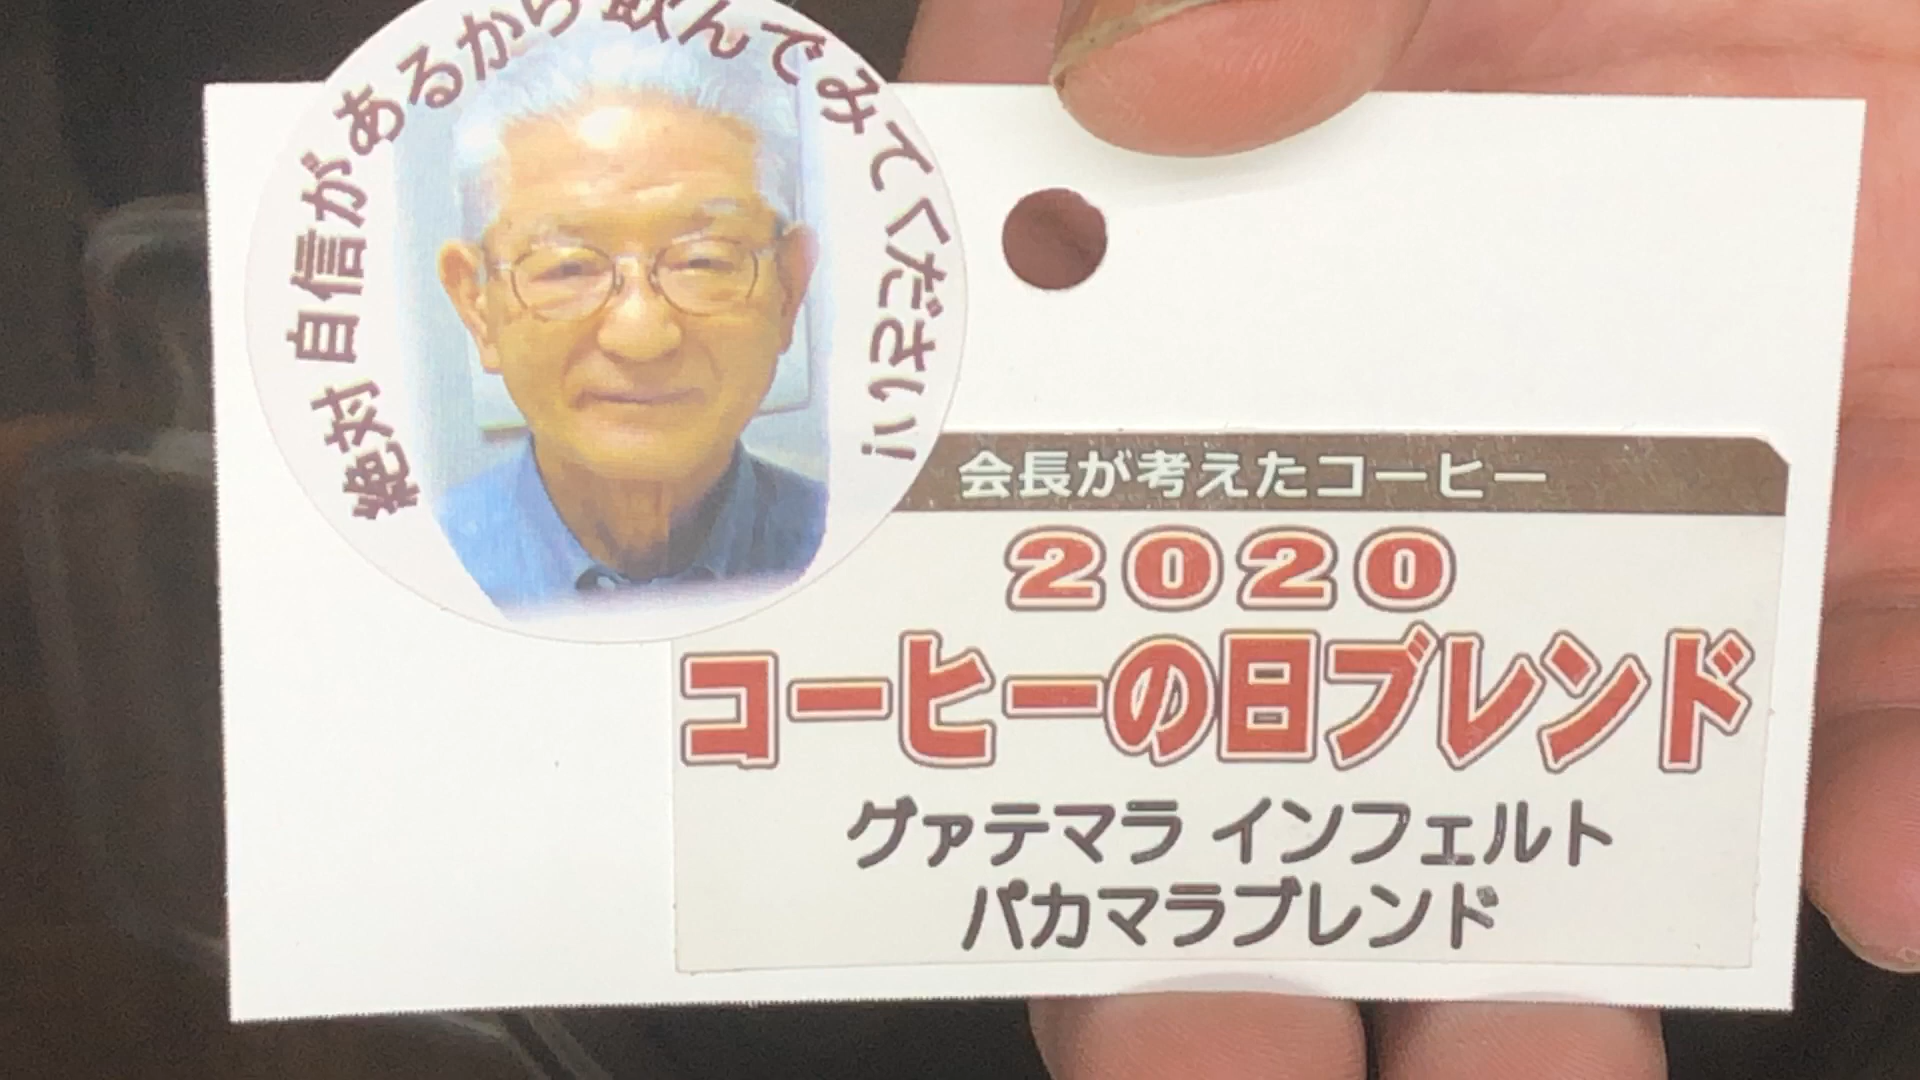 絶対自信があるから飲んでみてください!!
会長が考えたコーヒー
2020
コーヒーの日ブレンド
グァテマラ インフェルト
パカマラブレンド